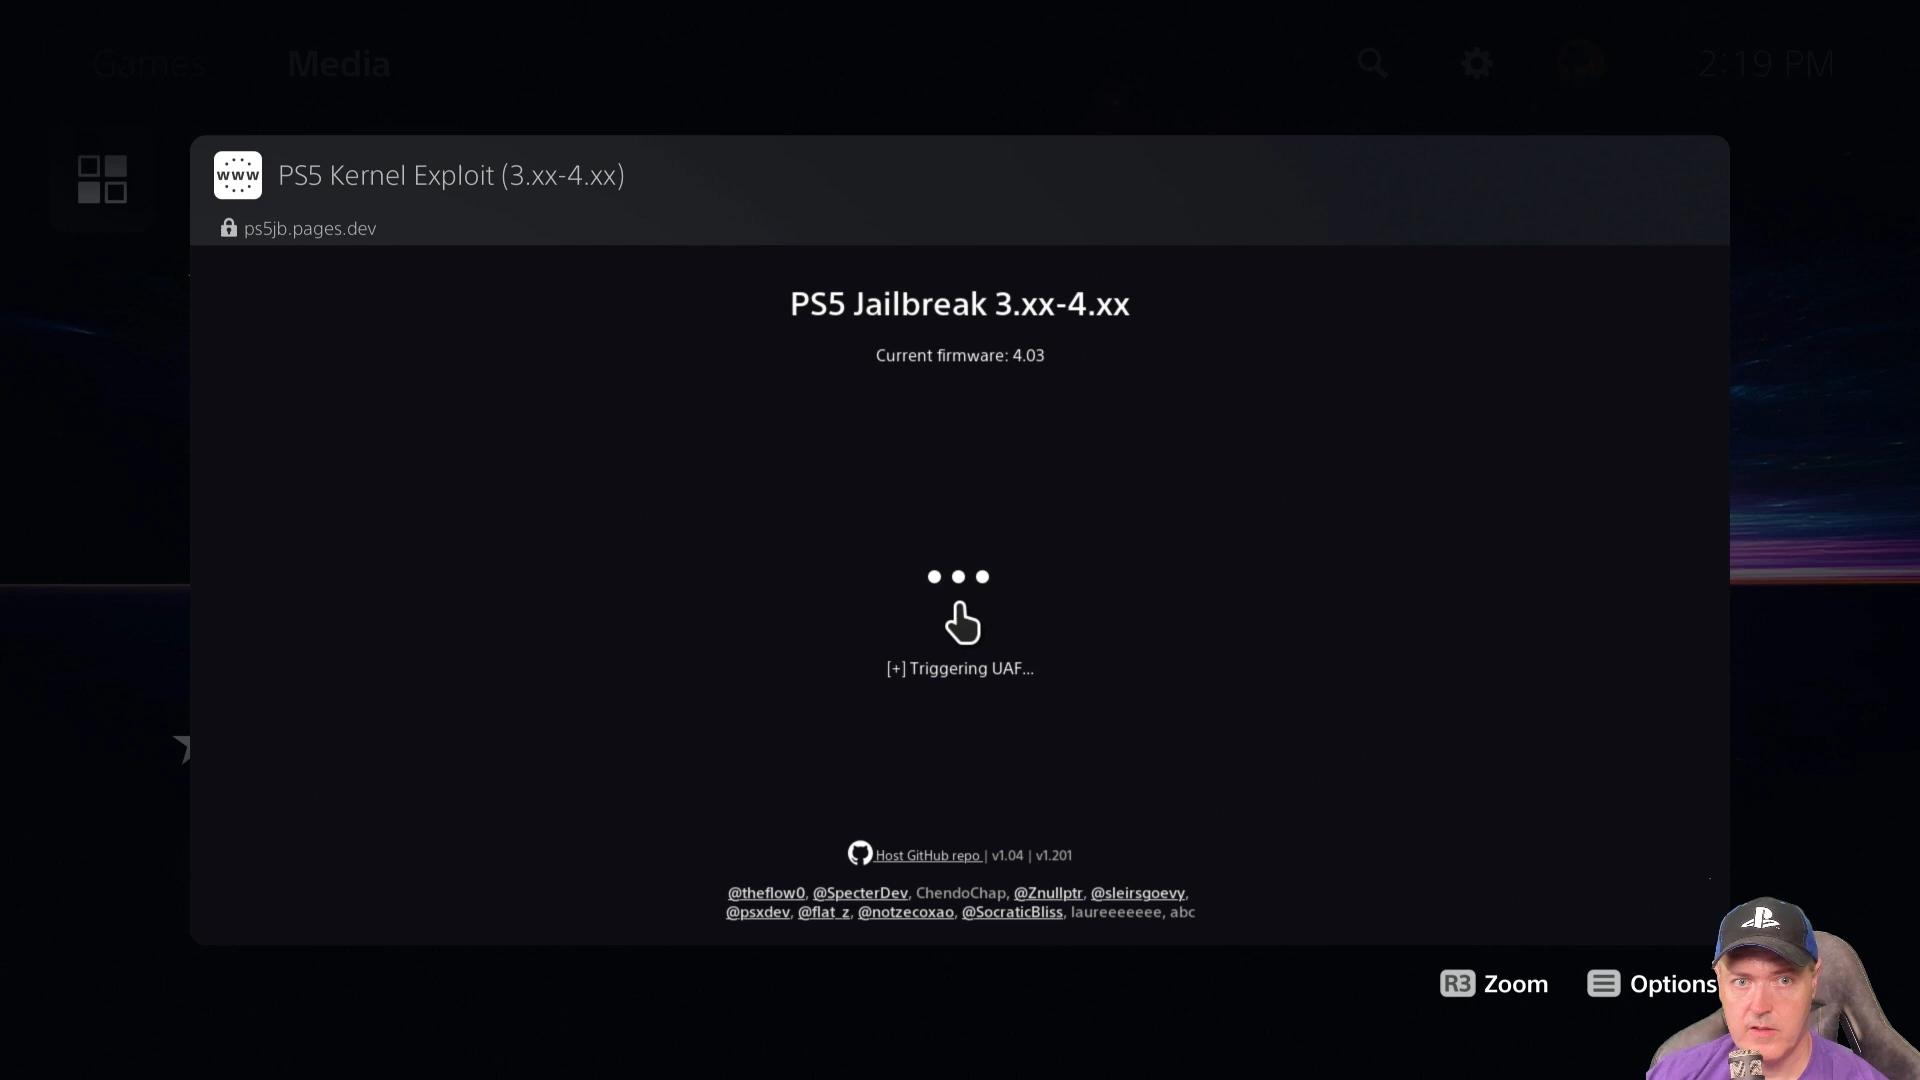 Games Media 2:19 PM
www PS5 Kernel Exploit (3.xx-4.xx)
ps5jb.pages.dev
PS5 Jailbreak 3.xx-4.xx
Current firmware: 4.03
[+] Triggering UAF...
Host GitHub repo | v1.04 | v1.201
@theflow0, @SpecterDev, ChendoChap, @Znullptr, @sleirsgoevy,
@psxdev, @flat_z, @notzecoxao, @SocraticBliss, laureeeeeee, abc
R3 Zoom Options